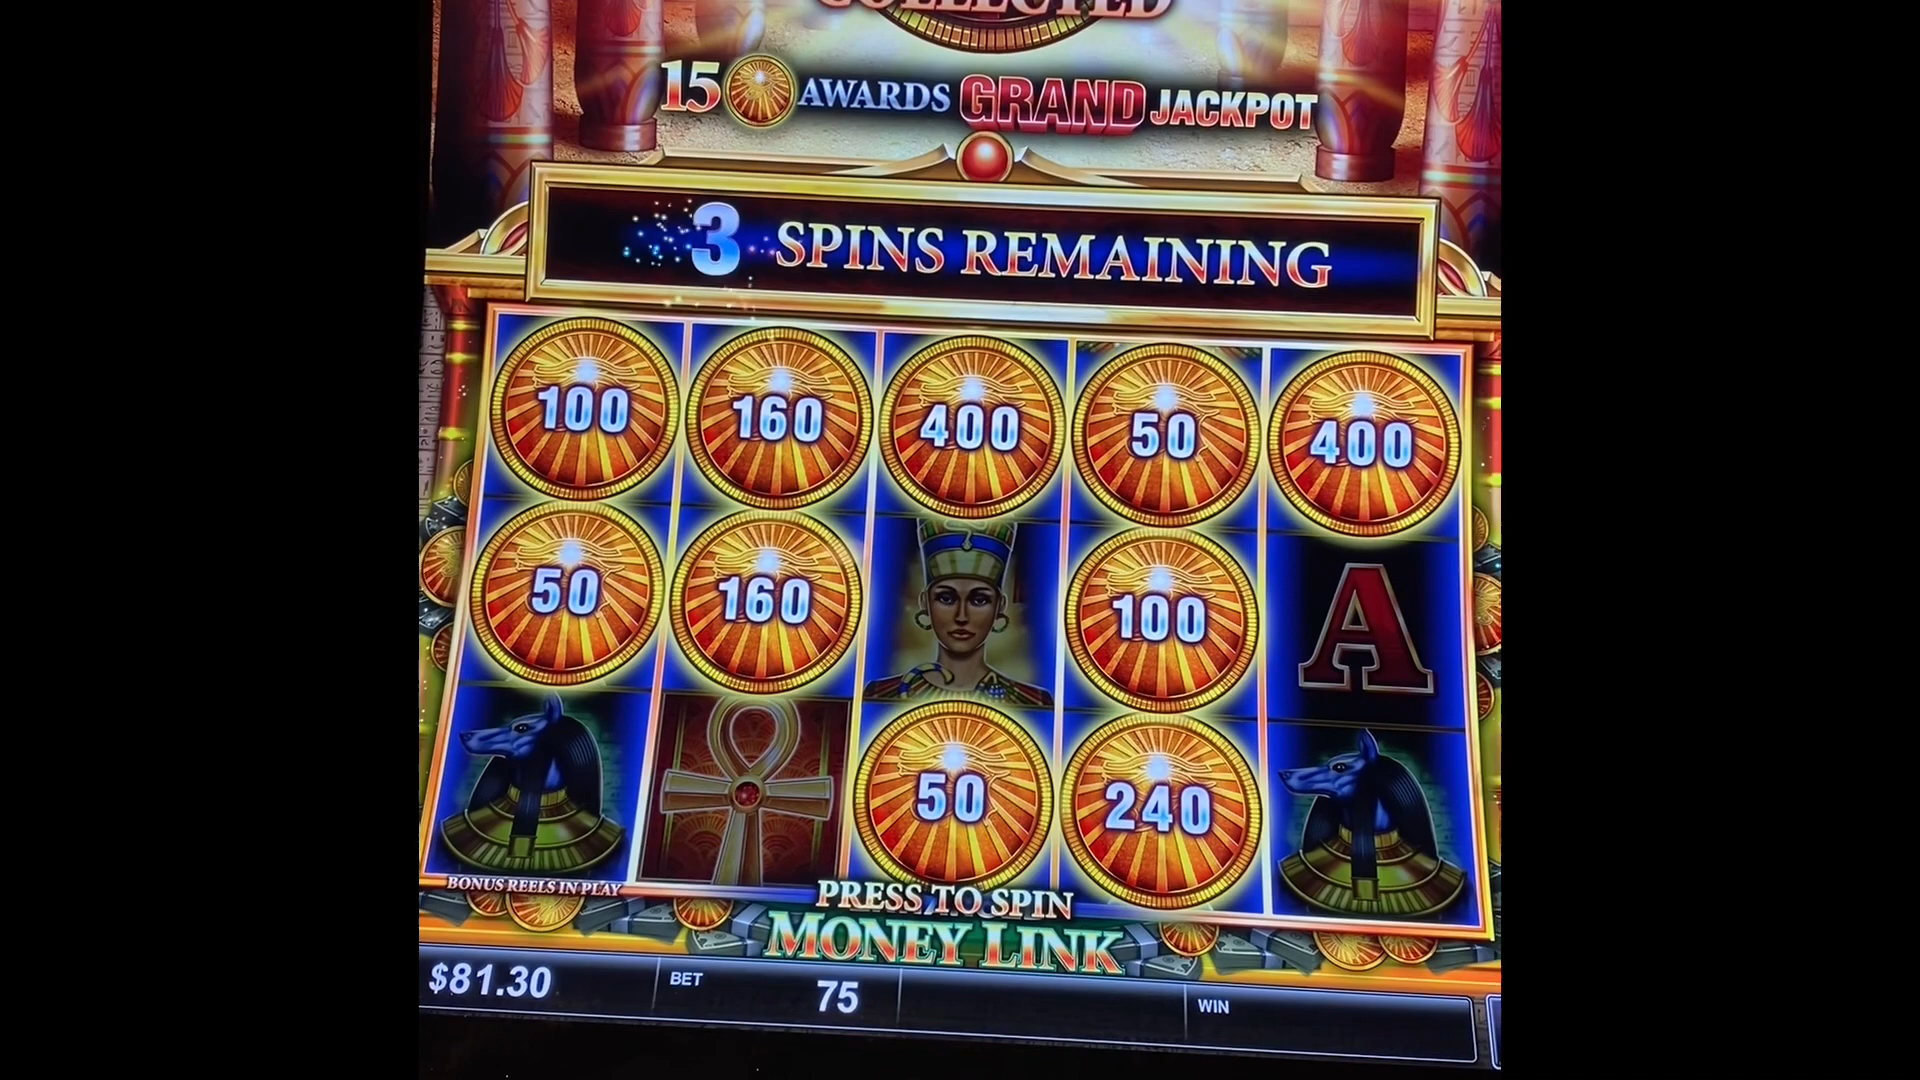 COLLECTED
15 AWARDS GRAND JACKPOT
3 SPINS REMAINING
100 160 400 50 400
50 160 100 A
50 240
BONUS REELS IN PLAY
PRESS TO SPIN
MONEY LINK
$81.30 BET 75 WIN